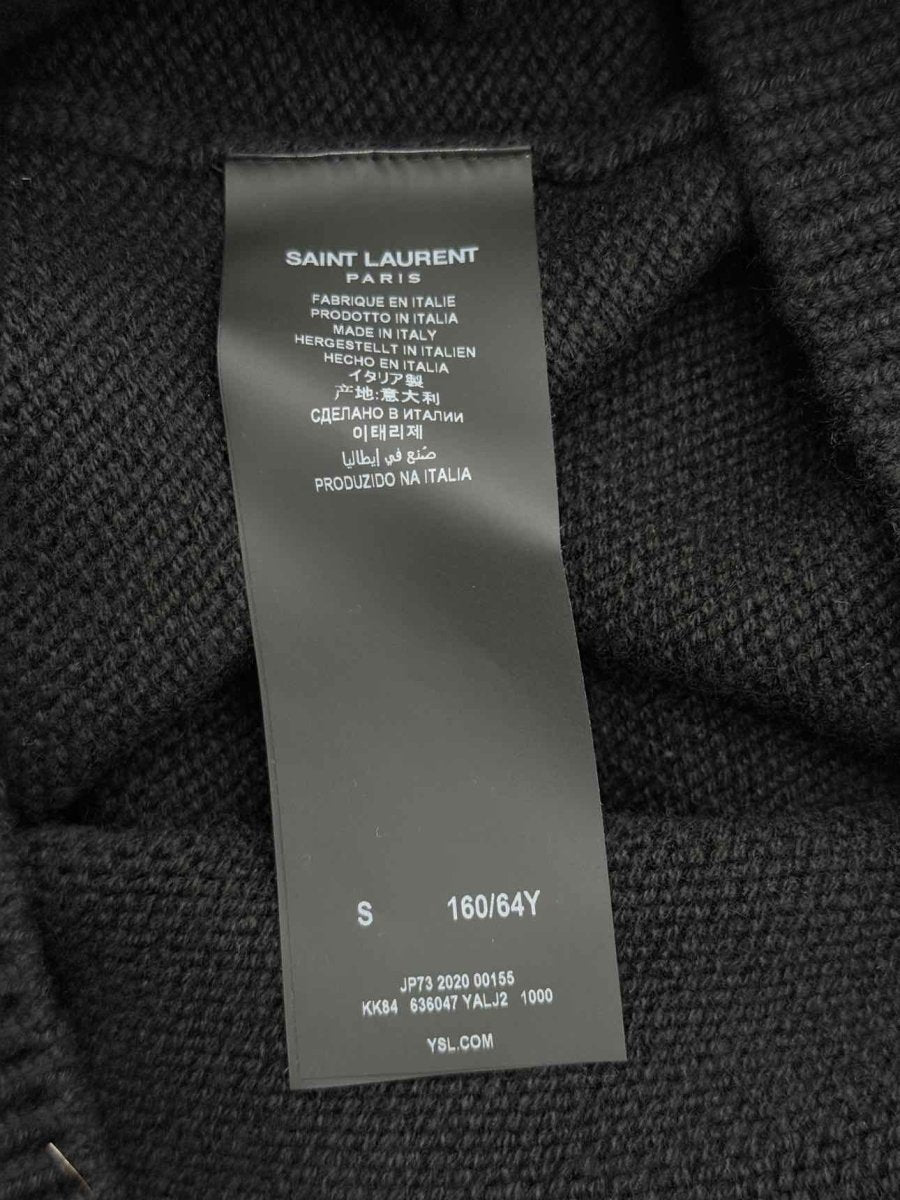 SAINT LAURENT
PARIS
FABRIQUE EN ITALIE
PRODOTTO IN ITALIA
MADE IN ITALY
HERGESTELLT IN ITALIEN
HECHO EN ITALIA
イタリア製
产地:意大利
СДЕЛАНО В ИТАЛИИ
이태리제
صُنع في إيطاليا
PRODUZIDO NA ITALIA
S 160/64Y
JP73 2020 00155
KK84 636047 YALJ2 1000
YSL.COM